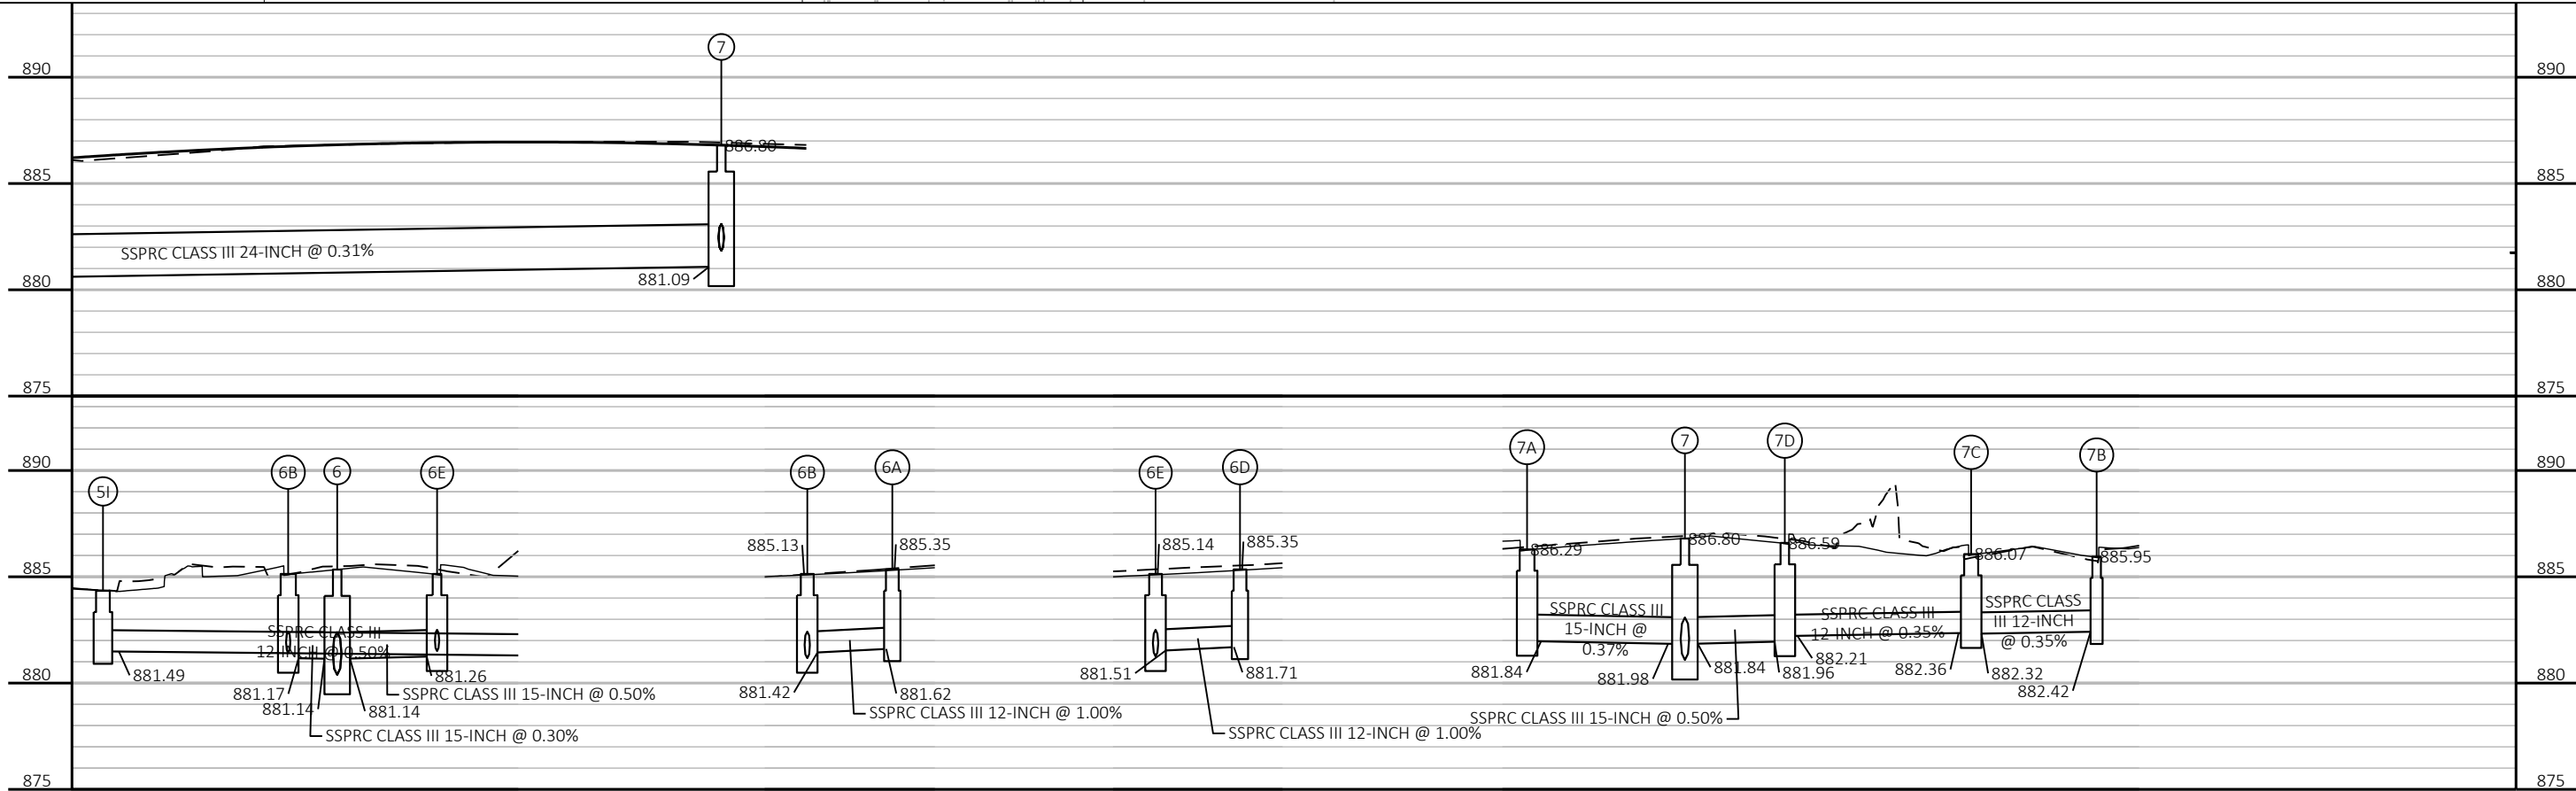 7
890
890
886.80
885
885
SSPRC CLASS III 24-INCH @ 0.31%
881.09
880
880
875
875
890
890
5I
6B
6
6E
6B
6A
6E
6D
7A
7
7D
7C
7B
885.13
885.35
885.14
885.35
886.29
886.80
886.59
886.07
885.95
885
885
SSPRC CLASS III
12-INCH @ 0.50%
SSPRC CLASS III
15-INCH @
0.37%
SSPRC CLASS III
12-INCH @ 0.35%
SSPRC CLASS
III 12-INCH
@ 0.35%
881.49
881.17
881.14
881.14
881.26
SSPRC CLASS III 15-INCH @ 0.50%
SSPRC CLASS III 15-INCH @ 0.30%
881.42
881.62
SSPRC CLASS III 12-INCH @ 1.00%
881.51
881.71
SSPRC CLASS III 12-INCH @ 1.00%
881.84
881.98
881.84
881.96
882.21
882.36
882.32
882.42
SSPRC CLASS III 15-INCH @ 0.50%
880
880
875
875